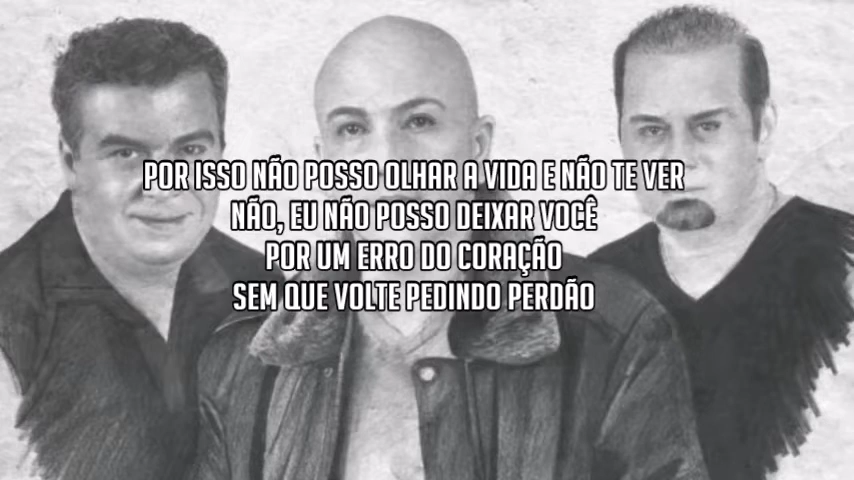 POR ISSO NÃO POSSO OLHAR A VIDA E NÃO TE VER
NÃO, EU NÃO POSSO DEIXAR VOCÊ
POR UM ERRO DO CORAÇÃO
SEM QUE VOLTE PEDINDO PERDÃO